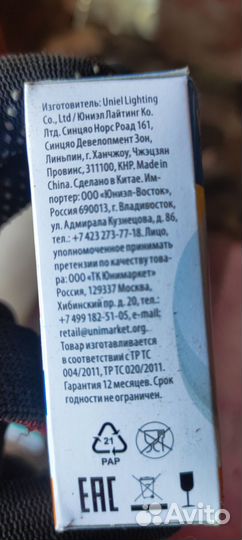 Изготовитель: Uniel Lighting
Co., Ltd / Юниэл Лайтинг Ко.
Лтд. Синцяо Норс Роад 161,
Синцяо Девелопмент Зон,
Линьпин, г. Ханчжоу, Чжэцзян
Провинс, 311100, КНР. Made in
China. Сделано в Китае. Им-
портер: ООО «Юниэл-Восток»,
Россия 690013, г. Владивосток,
ул. Адмирала Кузнецова, д. 86,
тел.: +7 423 273-77-18. Лицо,
уполномоченное принимать
претензии по качеству това-
ра: ООО «ТК Юнимаркет»
Россия, 129337 Москва,
Хибинский пр. д. 20, тел.:
+7 499 182-51-05, e-mail:
retail@unimarket.org.
Товар изготавливается
в соответствии с ТР ТС
004/2011, ТР ТС 020/2011.
Гарантия 12 месяцев. Срок
годности не ограничен.
21
PAP
EAC
Avito